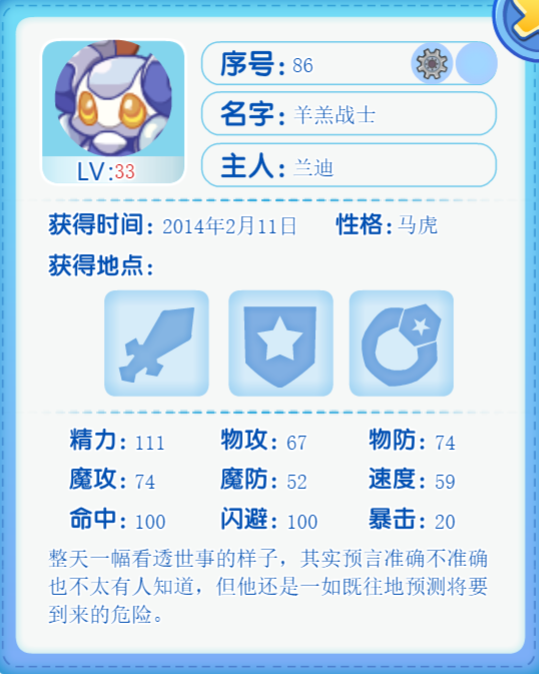 序号: 86
LV:33
名字: 羊羔战士
主人: 兰迪
获得时间: 2014年2月11日 性格: 马虎
获得地点:
精力: 111 物攻: 67 物防: 74
魔攻: 74 魔防: 52 速度: 59
命中: 100 闪避: 100 暴击: 20
整天一幅看透世事的样子，其实预言准确不准确
也不太有人知道，但他还是一如既往地预测将要
到来的危险。